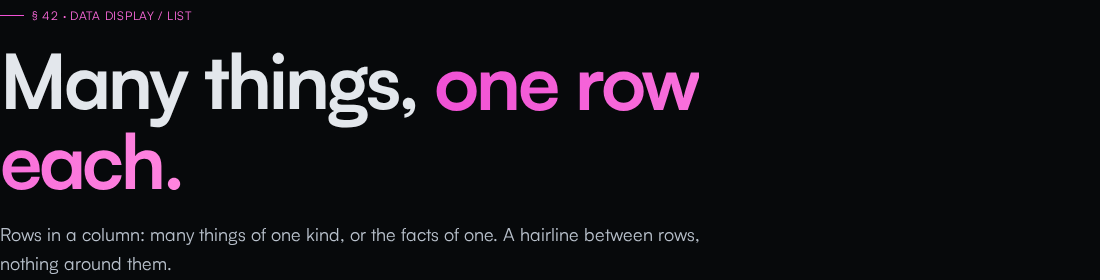 § 42 · DATA DISPLAY / LIST
Many things, one row
each.
Rows in a column: many things of one kind, or the facts of one. A hairline between rows,
nothing around them.